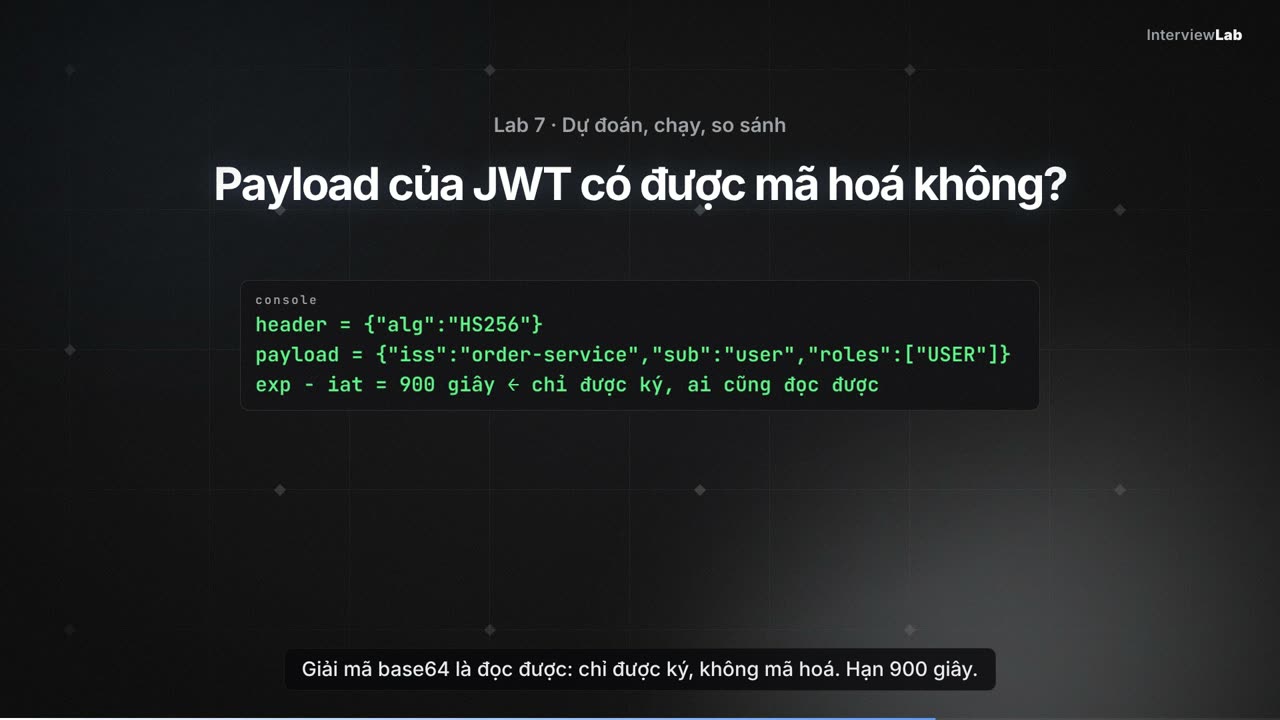 InterviewLab
Lab 7 · Dự đoán, chạy, so sánh
Payload của JWT có được mã hoá không?
console
header = {"alg":"HS256"}
payload = {"iss":"order-service","sub":"user","roles":["USER"]}
exp - iat = 900 giây ← chỉ được ký, ai cũng đọc được
Giải mã base64 là đọc được: chỉ được ký, không mã hoá. Hạn 900 giây.